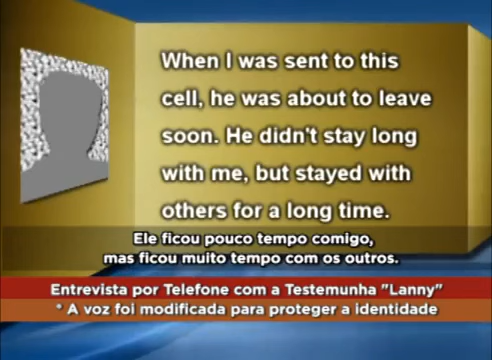 When I was sent to this
cell, he was about to leave
soon. He didn't stay long
with me, but stayed with
others for a long time.
Ele ficou pouco tempo comigo,
mas ficou muito tempo com os outros.
Entrevista por Telefone com a Testemunha "Lanny"
* A voz foi modificada para proteger a identidade